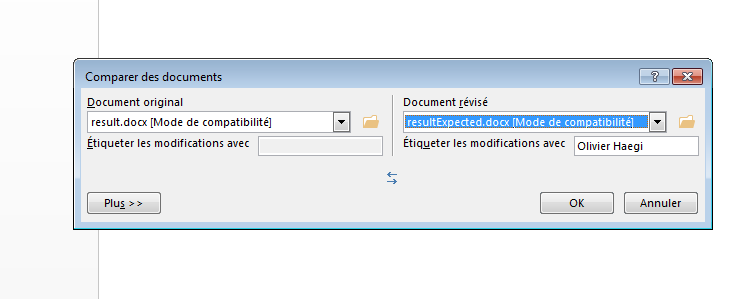 Comparer des documents
Document original
Document révisé
result.docx [Mode de compatibilité]
resultExpected.docx [Mode de compatibilité]
Étiqueter les modifications avec
Étiqueter les modifications avec
Olivier Haegi
Plus >>
OK
Annuler